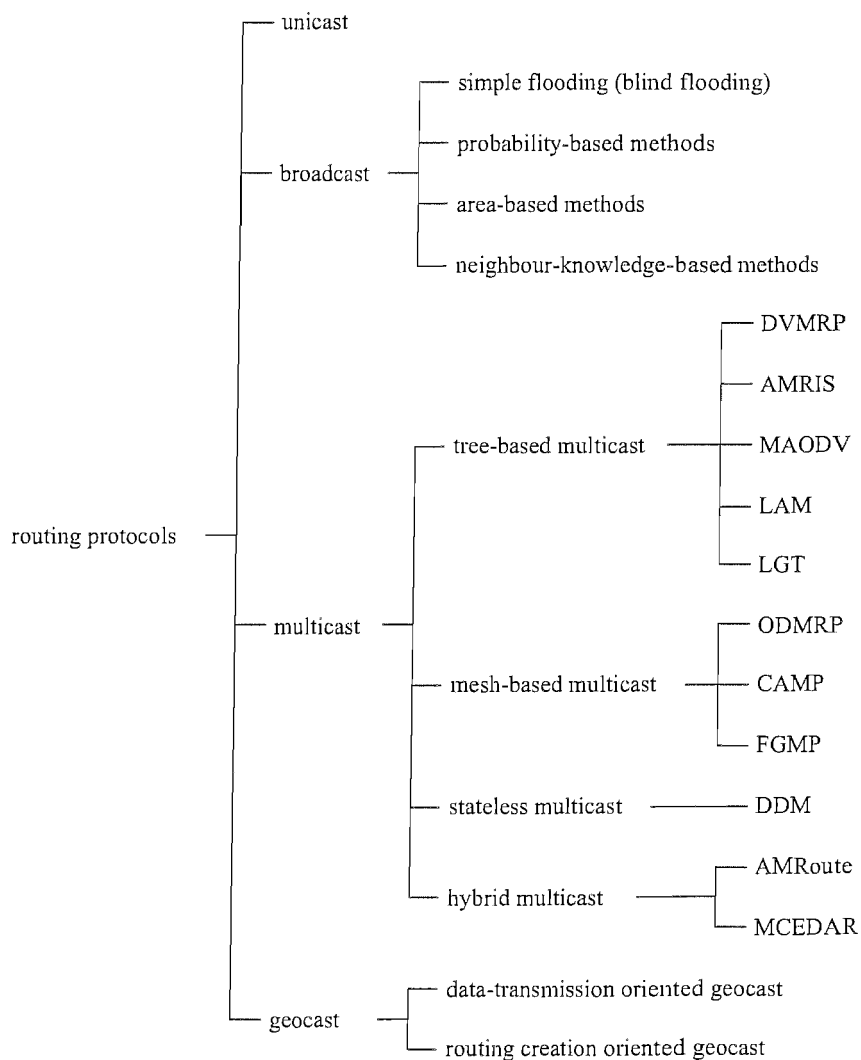 unicast
simple flooding (blind flooding)
probability-based methods
broadcast
area-based methods
neighbour-knowledge-based methods
DVMRP
AMRIS
tree-based multicast
MAODV
LAM
routing protocols
LGT
multicast
ODMRP
mesh-based multicast
CAMP
FGMP
stateless multicast
DDM
AMRoute
hybrid multicast
MCEDAR
data-transmission oriented geocast
geocast
routing creation oriented geocast